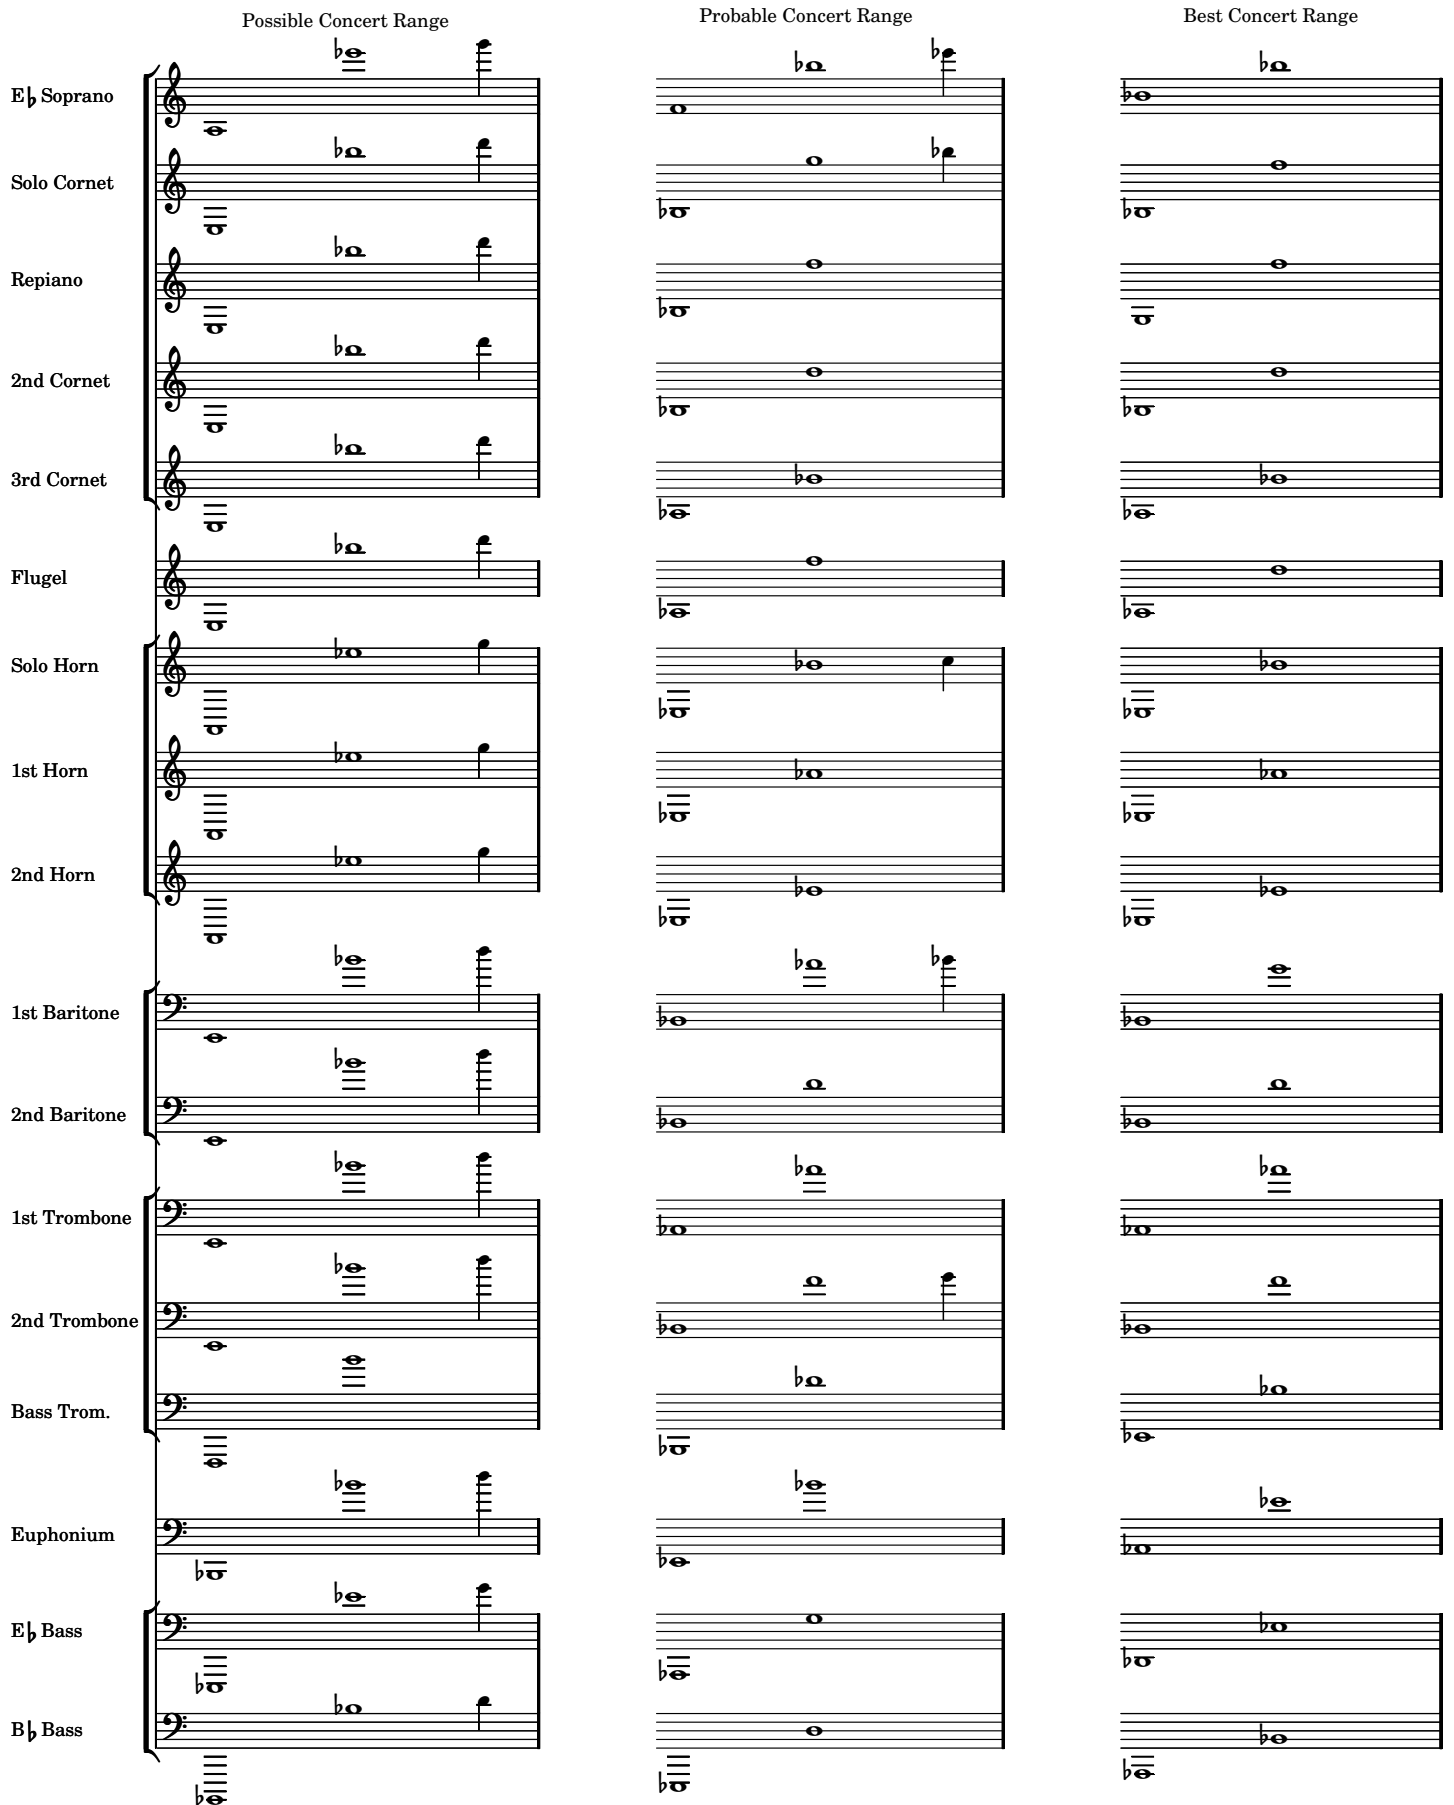 Possible Concert Range
Probable Concert Range
Best Concert Range
E♭ Soprano
Solo Cornet
Repiano
2nd Cornet
3rd Cornet
Flugel
Solo Horn
1st Horn
2nd Horn
1st Baritone
2nd Baritone
1st Trombone
2nd Trombone
Bass Trom.
Euphonium
E♭ Bass
B♭ Bass